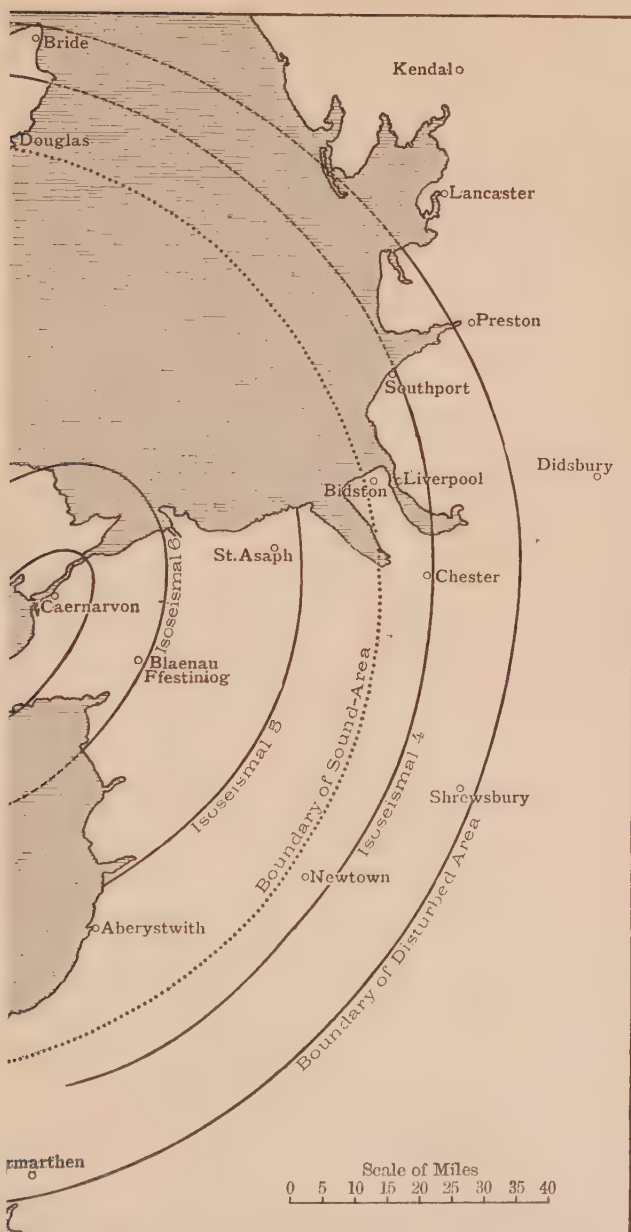 Bride
Kendal
Douglas
Lancaster
Preston
Southport
Didsbury
Liverpool
Bidston
St. Asaph
Chester
Caernarvon
Isoseismal 6
Blaenau
Ffestiniog
Isoseismal 5
Boundary of Sound-Area
Isoseismal 4
Shrewsbury
Newtown
Boundary of Disturbed Area
Aberystwith
rmarthen
Scale of Miles
0 5 10 15 20 25 30 35 40